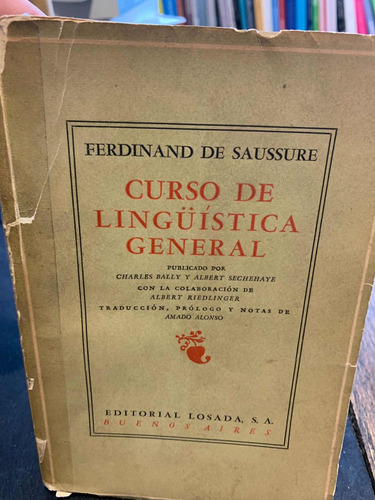 FERDINAND DE SAUSSURE
CURSO DE
LINGÜÍSTICA
GENERAL
PUBLICADO POR
CHARLES BALLY Y ALBERT SECHEHAYE
CON LA COLABORACIÓN DE
ALBERT RIEDLINGER
TRADUCCIÓN, PRÓLOGO Y NOTAS DE
AMADO ALONSO
EDITORIAL LOSADA, S. A.
BUENOS AIRES